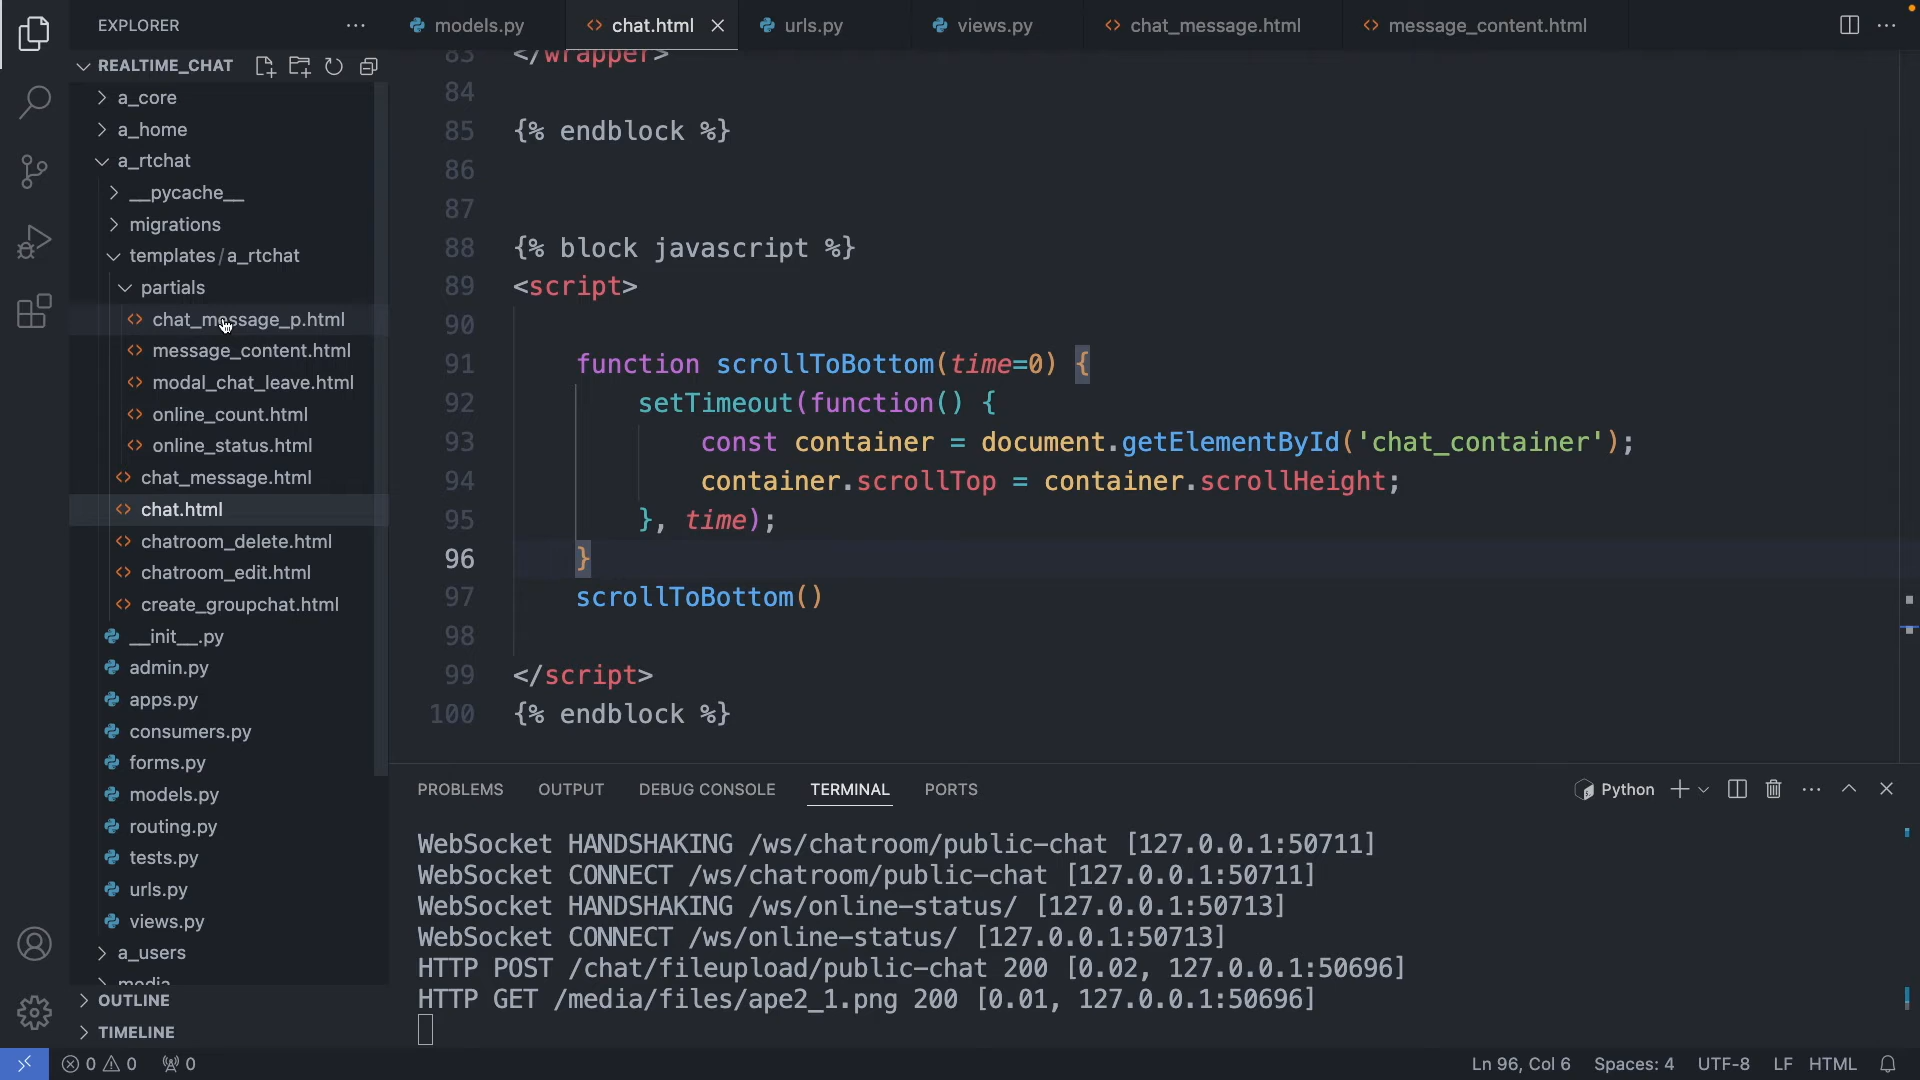 EXPLORER
REALTIME_CHAT
a_core
a_home
a_rtchat
__pycache__
migrations
templates/a_rtchat
partials
chat_message_p.html
message_content.html
modal_chat_leave.html
online_count.html
online_status.html
chat_message.html
chat.html
chatroom_delete.html
chatroom_edit.html
create_groupchat.html
__init__.py
admin.py
apps.py
consumers.py
forms.py
models.py
routing.py
tests.py
urls.py
views.py
a_users
media
OUTLINE
TIMELINE
models.py chat.html urls.py views.py chat_message.html message_content.html
83 </wrapper>
84
85 {% endblock %}
86
87
88 {% block javascript %}
89 <script>
90
91 function scrollToBottom(time=0) {
92 setTimeout(function() {
93 const container = document.getElementById('chat_container');
94 container.scrollTop = container.scrollHeight;
95 }, time);
96 }
97 scrollToBottom()
98
99 </script>
100 {% endblock %}
PROBLEMS OUTPUT DEBUG CONSOLE TERMINAL PORTS Python
WebSocket HANDSHAKING /ws/chatroom/public-chat [127.0.0.1:50711]
WebSocket CONNECT /ws/chatroom/public-chat [127.0.0.1:50711]
WebSocket HANDSHAKING /ws/online-status/ [127.0.0.1:50713]
WebSocket CONNECT /ws/online-status/ [127.0.0.1:50713]
HTTP POST /chat/fileupload/public-chat 200 [0.02, 127.0.0.1:50696]
HTTP GET /media/files/ape2_1.png 200 [0.01, 127.0.0.1:50696]
0 0 0 Ln 96, Col 6 Spaces: 4 UTF-8 LF HTML